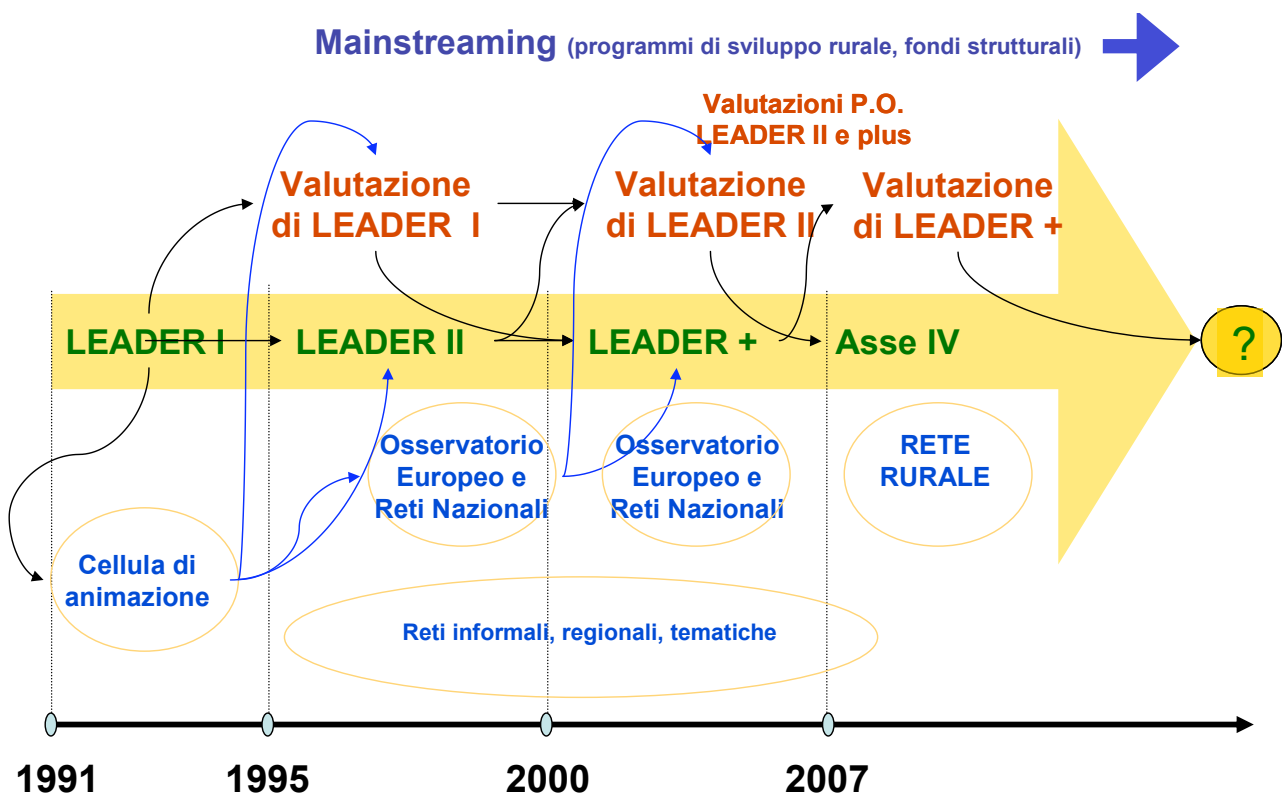 Mainstreaming (programmi di sviluppo rurale, fondi strutturali)
Valutazioni P.O.
LEADER II e plus
Valutazione
di LEADER I
Valutazione
di LEADER II
Valutazione
di LEADER +
LEADER I
LEADER II
LEADER +
Asse IV
?
Osservatorio
Europeo e
Reti Nazionali
Osservatorio
Europeo e
Reti Nazionali
RETE
RURALE
Cellula di
animazione
Reti informali, regionali, tematiche
1991
1995
2000
2007